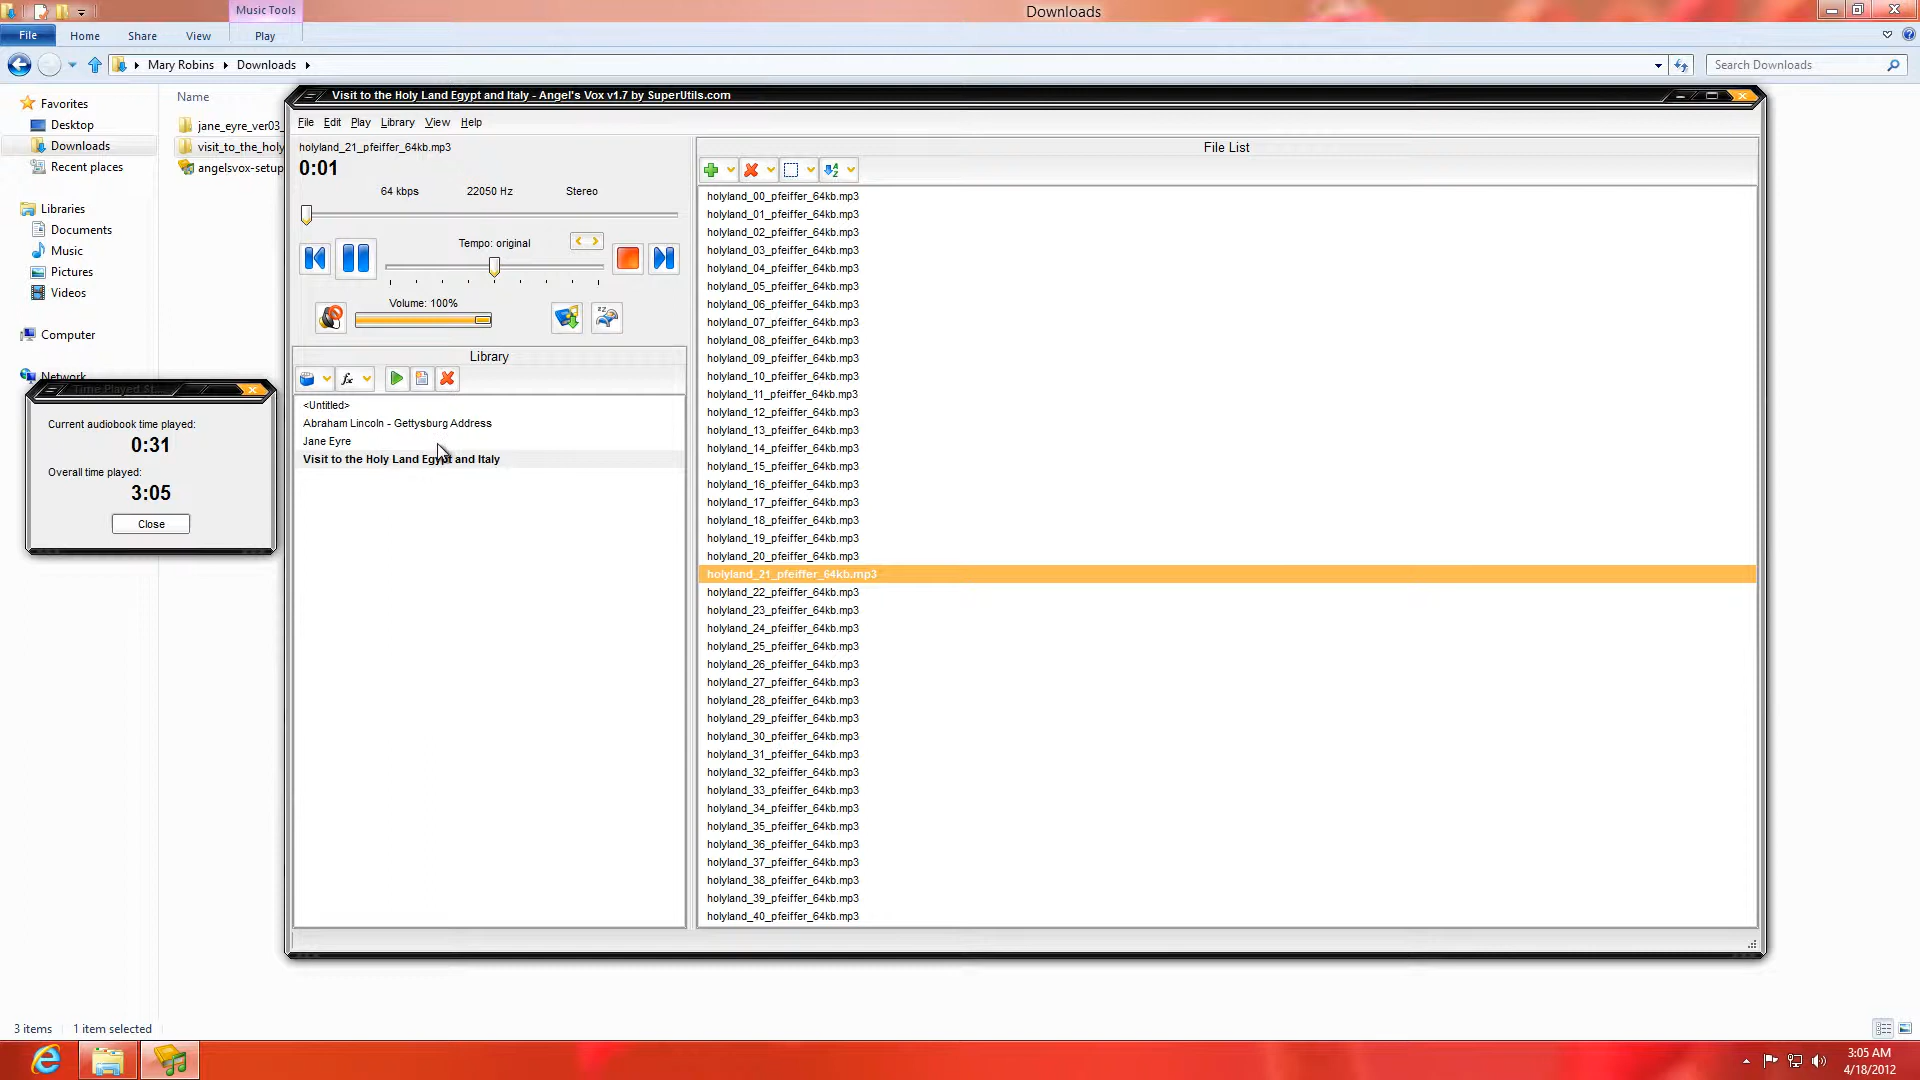 Music Tools
Downloads
File
Home
Share
View
Play
Mary Robins
Downloads
Search Downloads
Favorites
Desktop
Downloads
Recent places
Libraries
Documents
Music
Pictures
Videos
Computer
Network
Name
jane_eyre_ver03_
visit_to_the_holy
angelsvox-setup
Visit to the Holy Land Egypt and Italy - Angel's Vox v1.7 by SuperUtils.com
File Edit Play Library View Help
holyland_21_pfeiffer_64kb.mp3
0:01
64 kbps 22050 Hz Stereo
Tempo: original
Volume: 100%
Library
<Untitled>
Abraham Lincoln - Gettysburg Address
Jane Eyre
Visit to the Holy Land Egypt and Italy
Time Played St...
Current audiobook time played:
0:31
Overall time played:
3:05
Close
File List
holyland_00_pfeiffer_64kb.mp3
holyland_01_pfeiffer_64kb.mp3
holyland_02_pfeiffer_64kb.mp3
holyland_03_pfeiffer_64kb.mp3
holyland_04_pfeiffer_64kb.mp3
holyland_05_pfeiffer_64kb.mp3
holyland_06_pfeiffer_64kb.mp3
holyland_07_pfeiffer_64kb.mp3
holyland_08_pfeiffer_64kb.mp3
holyland_09_pfeiffer_64kb.mp3
holyland_10_pfeiffer_64kb.mp3
holyland_11_pfeiffer_64kb.mp3
holyland_12_pfeiffer_64kb.mp3
holyland_13_pfeiffer_64kb.mp3
holyland_14_pfeiffer_64kb.mp3
holyland_15_pfeiffer_64kb.mp3
holyland_16_pfeiffer_64kb.mp3
holyland_17_pfeiffer_64kb.mp3
holyland_18_pfeiffer_64kb.mp3
holyland_19_pfeiffer_64kb.mp3
holyland_20_pfeiffer_64kb.mp3
holyland_21_pfeiffer_64kb.mp3
holyland_22_pfeiffer_64kb.mp3
holyland_23_pfeiffer_64kb.mp3
holyland_24_pfeiffer_64kb.mp3
holyland_25_pfeiffer_64kb.mp3
holyland_26_pfeiffer_64kb.mp3
holyland_27_pfeiffer_64kb.mp3
holyland_28_pfeiffer_64kb.mp3
holyland_29_pfeiffer_64kb.mp3
holyland_30_pfeiffer_64kb.mp3
holyland_31_pfeiffer_64kb.mp3
holyland_32_pfeiffer_64kb.mp3
holyland_33_pfeiffer_64kb.mp3
holyland_34_pfeiffer_64kb.mp3
holyland_35_pfeiffer_64kb.mp3
holyland_36_pfeiffer_64kb.mp3
holyland_37_pfeiffer_64kb.mp3
holyland_38_pfeiffer_64kb.mp3
holyland_39_pfeiffer_64kb.mp3
holyland_40_pfeiffer_64kb.mp3
3 items 1 item selected
3:05 AM
4/18/2012